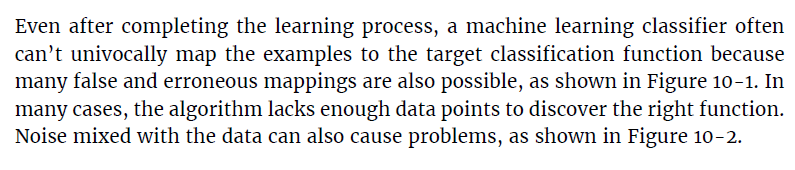 Even after completing the learning process, a machine learning classifier often
can’t univocally map the examples to the target classification function because
many false and erroneous mappings are also possible, as shown in Figure 10-1. In
many cases, the algorithm lacks enough data points to discover the right function.
Noise mixed with the data can also cause problems, as shown in Figure 10-2.